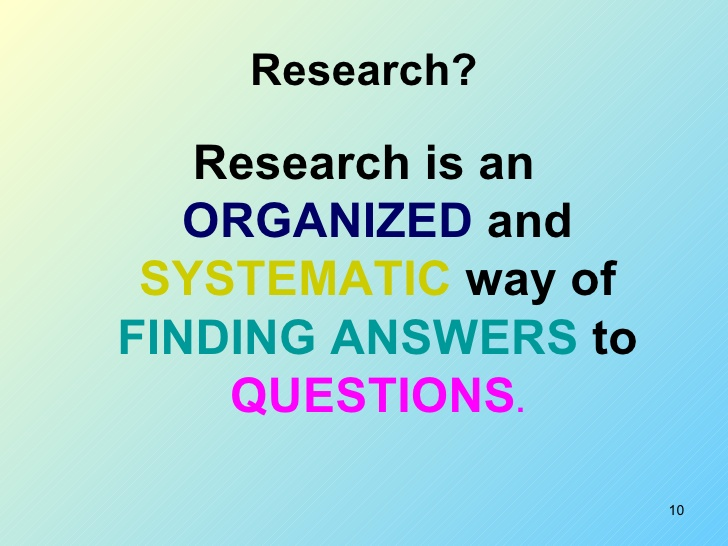 Research?
Research is an
ORGANIZED and
SYSTEMATIC way of
FINDING ANSWERS to
QUESTIONS.
10